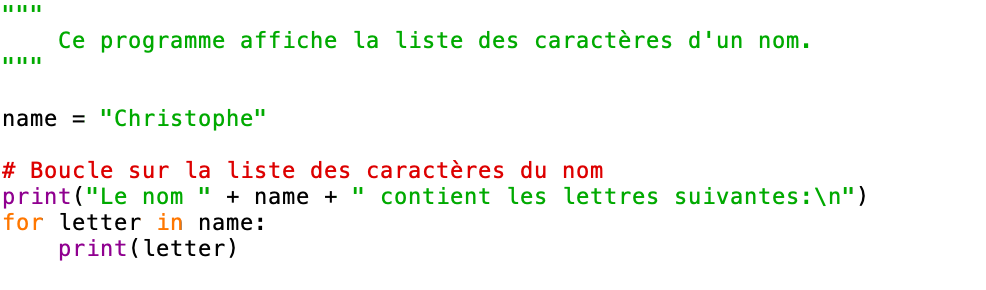 """
    Ce programme affiche la liste des caractères d'un nom.
"""
name = "Christophe"
# Boucle sur la liste des caractères du nom
print("Le nom " + name + " contient les lettres suivantes:\n")
for letter in name:
    print(letter)